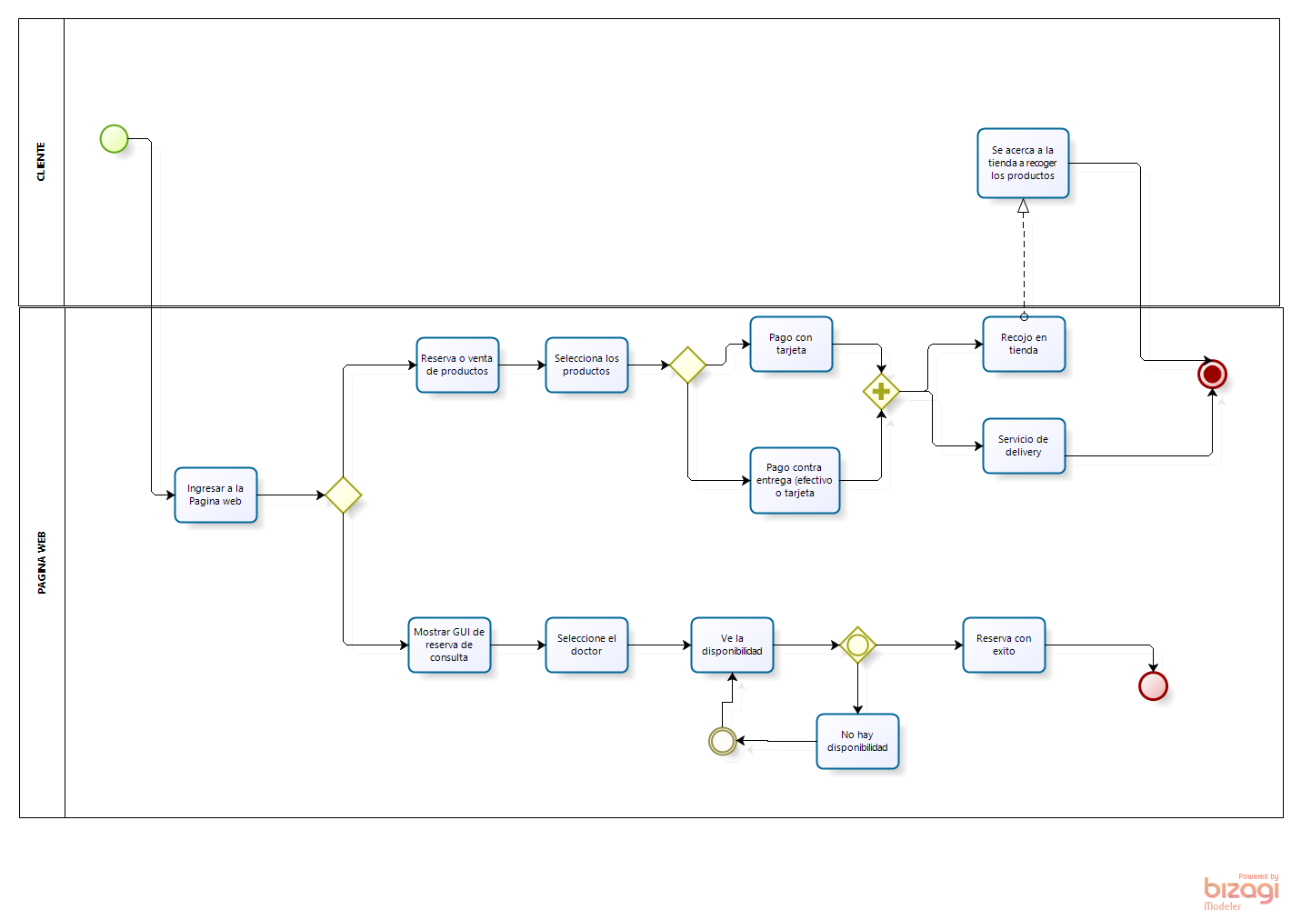 CLIENTE
Se acerca a la
tienda a recoger
los productos
PAGINA WEB
Ingresar a la
Pagina web
Reserva o venta
de productos
Selecciona los
productos
Pago con
tarjeta
Pago contra
entrega (efectivo
o tarjeta
Recojo en
tienda
Servicio de
delivery
Mostrar GUI de
reserva de
consulta
Seleccione el
doctor
Ve la
disponibilidad
No hay
disponibilidad
Reserva con
exito
Powered by
bizagi
Modeler